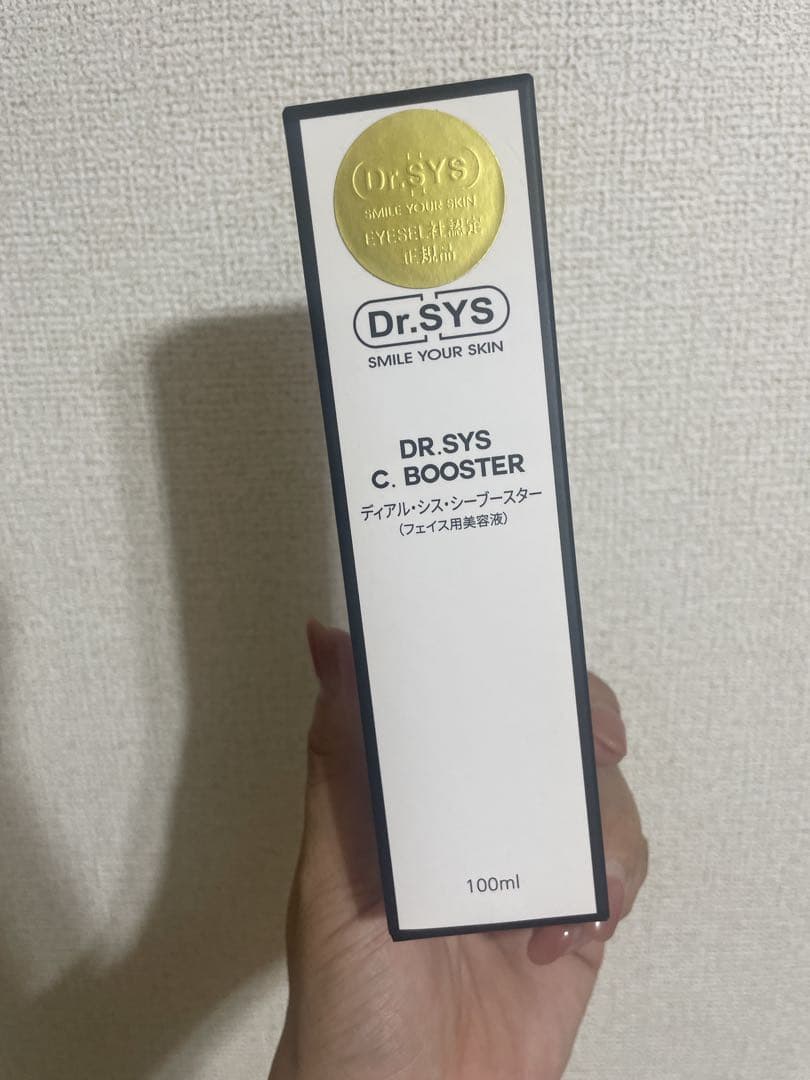 Dr.SYS
SMILE YOUR SKIN
EYESEL社認定
正規品
Dr.SYS
SMILE YOUR SKIN
DR.SYS
C. BOOSTER
ディアル・シス・シーブースター
(フェイス用美容液)
100ml